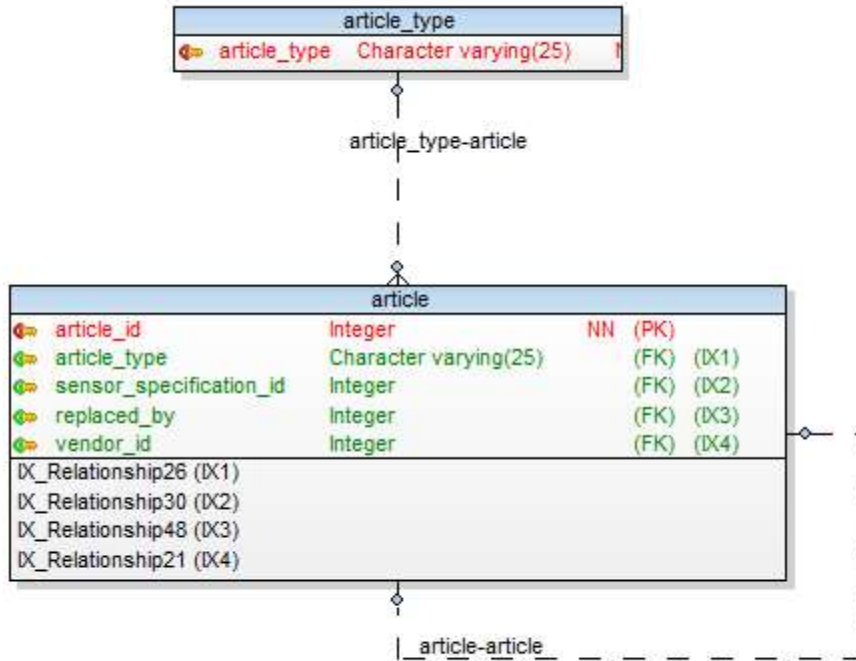 article_type
article_type Character varying(25)
article_type-article
article
article_id Integer NN (PK)
article_type Character varying(25) (FK) (IX1)
sensor_specification_id Integer (FK) (IX2)
replaced_by Integer (FK) (IX3)
vendor_id Integer (FK) (IX4)
IX_Relationship26 (IX1)
IX_Relationship30 (IX2)
IX_Relationship48 (IX3)
IX_Relationship21 (IX4)
article-article